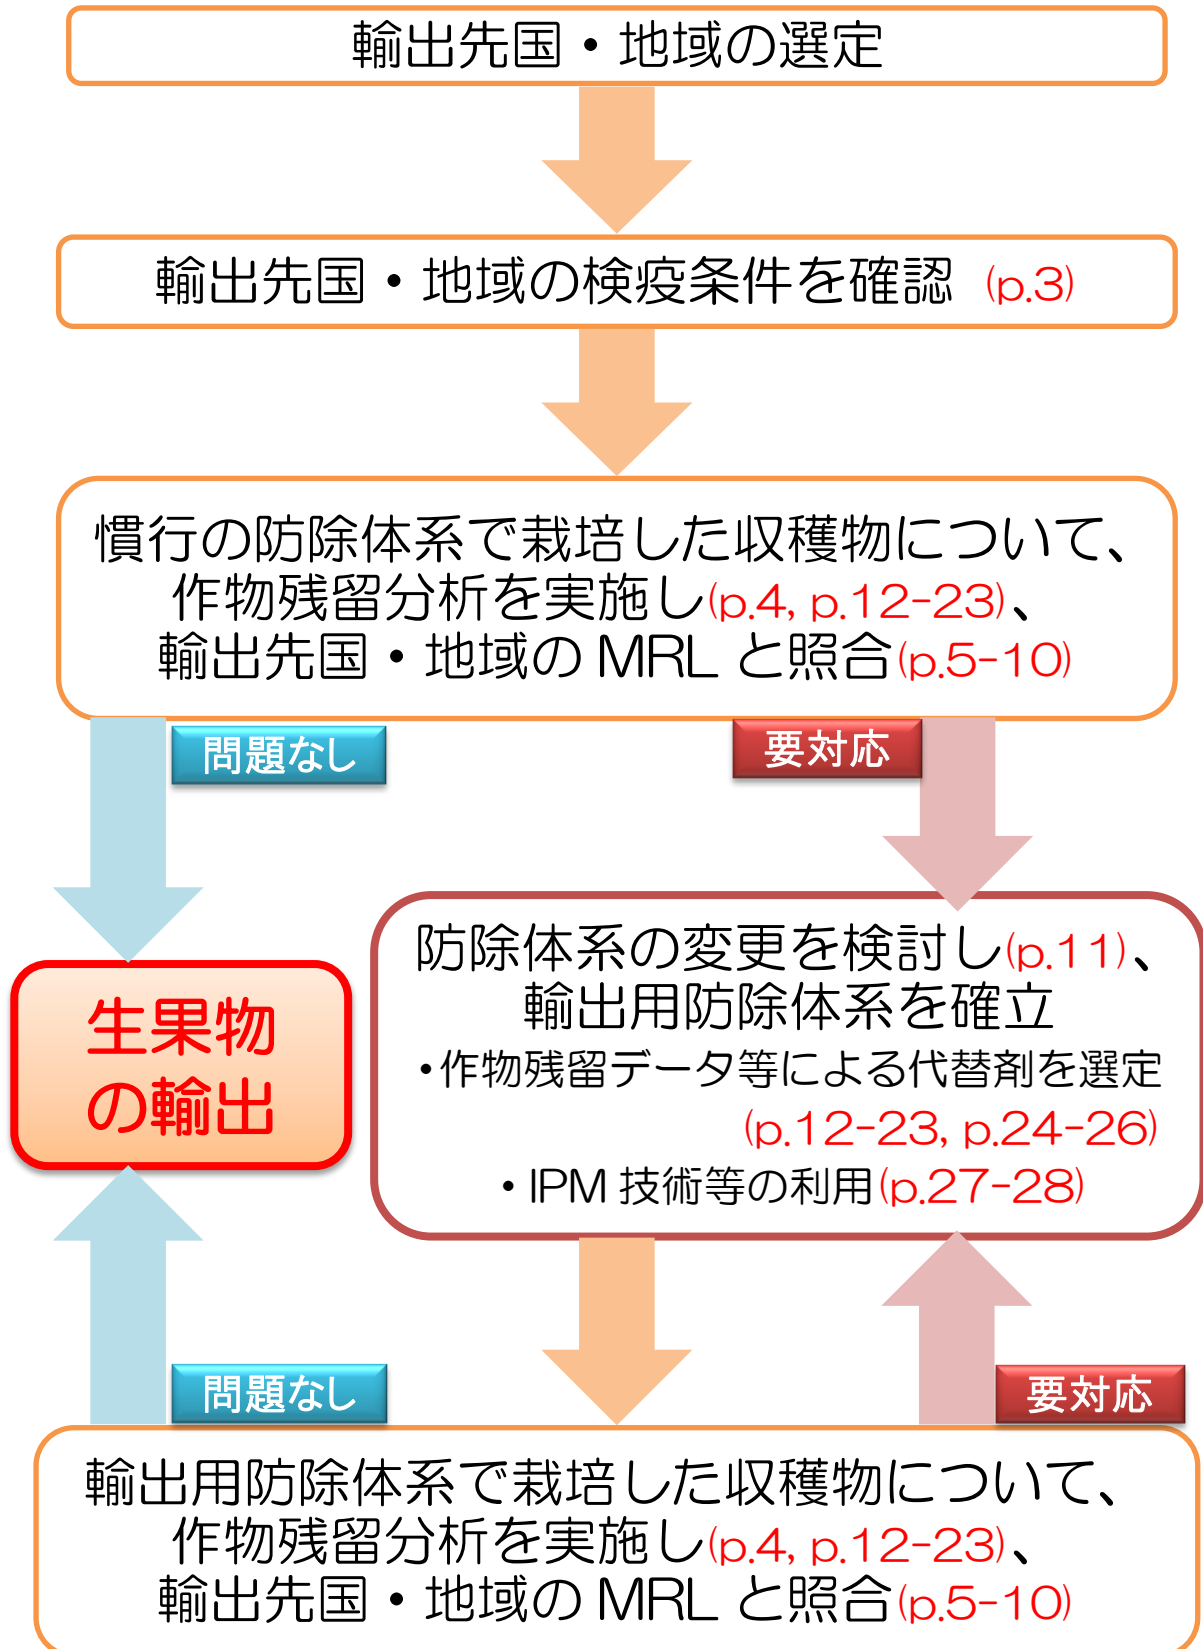 輸出先国・地域の選定
輸出先国・地域の検疫条件を確認 (p.3)
慣行の防除体系で栽培した収穫物について、
作物残留分析を実施し(p.4, p.12-23)、
輸出先国・地域の MRL と照合(p.5-10)
問題なし
要対応
防除体系の変更を検討し(p.11)、
輸出用防除体系を確立
・作物残留データ等による代替剤を選定
(p.12-23, p.24-26)
・IPM 技術等の利用(p.27-28)
生果物
の輸出
問題なし
要対応
輸出用防除体系で栽培した収穫物について、
作物残留分析を実施し(p.4, p.12-23)、
輸出先国・地域の MRL と照合(p.5-10)